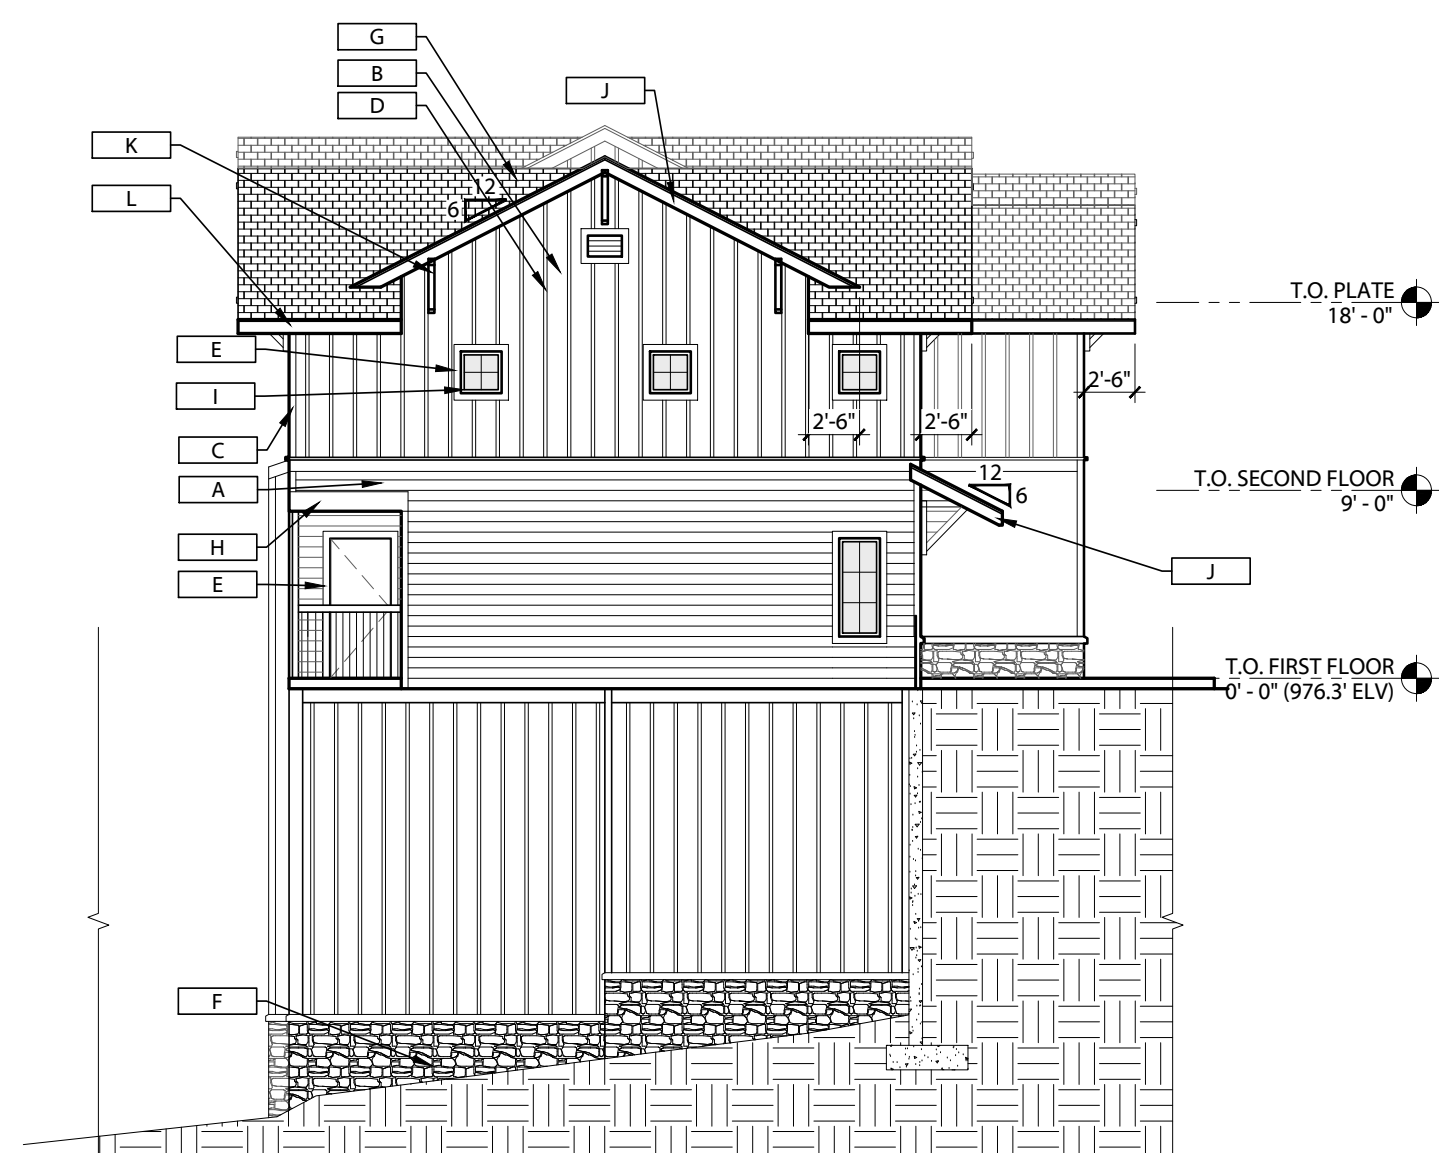 G
B
D
J
K
L
12
6
T.O. PLATE
18' - 0"
E
I
2'-6"
2'-6"
2'-6"
C
A
12
6
T.O. SECOND FLOOR
9' - 0"
H
E
J
T.O. FIRST FLOOR
0' - 0" (976.3' ELV)
F